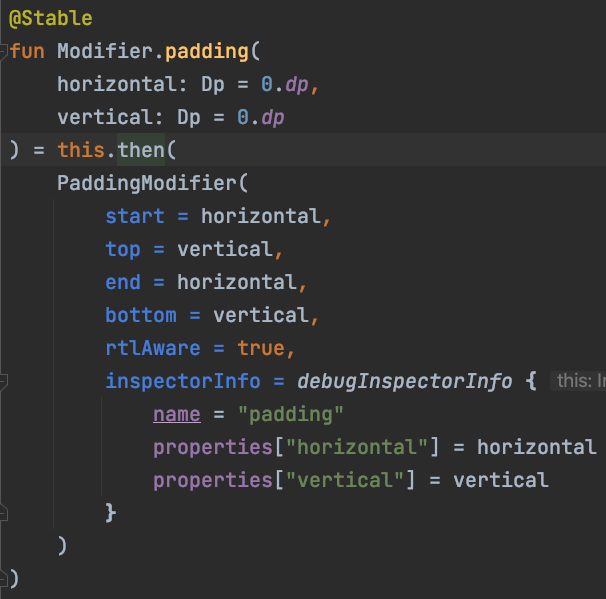 @Stable
fun Modifier.padding(
    horizontal: Dp = 0.dp,
    vertical: Dp = 0.dp
) = this.then(
    PaddingModifier(
        start = horizontal,
        top = vertical,
        end = horizontal,
        bottom = vertical,
        rtlAware = true,
        inspectorInfo = debugInspectorInfo { this:
            name = "padding"
            properties["horizontal"] = horizontal
            properties["vertical"] = vertical
        }
    )
)